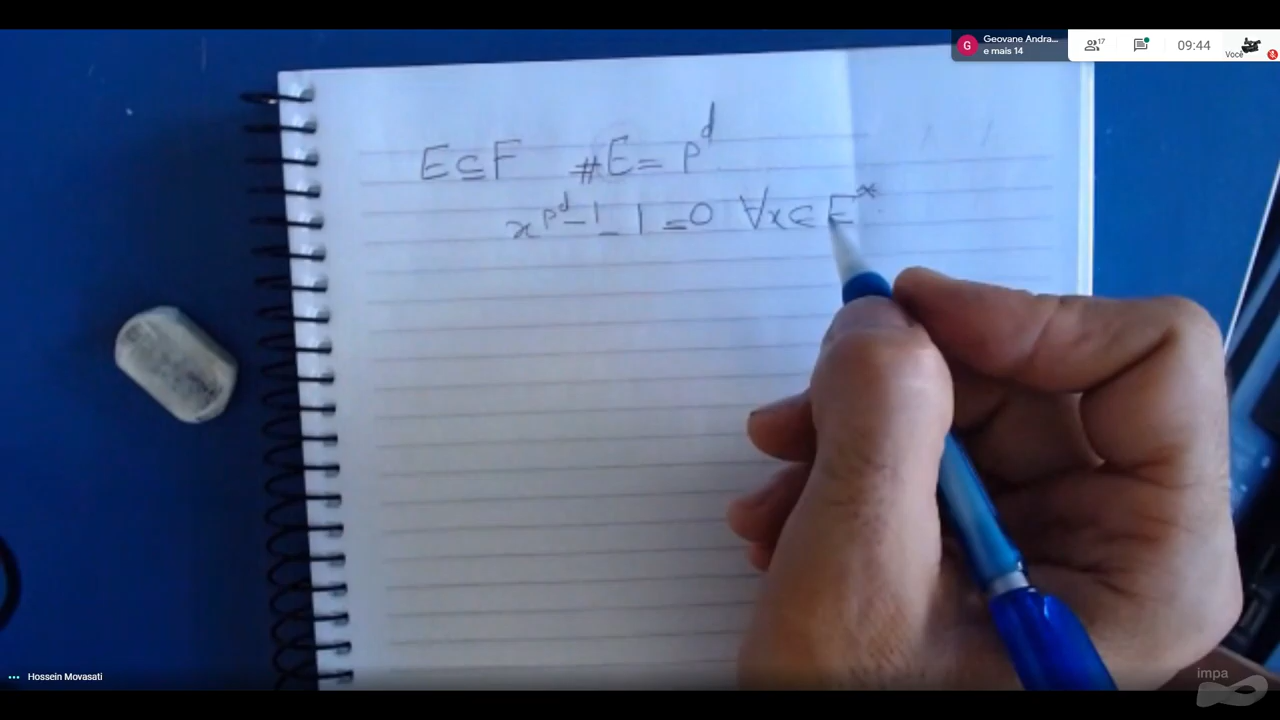 Geovane Andra...
e mais 14
17
09:44
Você
E ⊆ F #E = p^d
x^{p^d-1} - 1 = 0 ∀x ∈ E^*
Hossein Movasati
impa